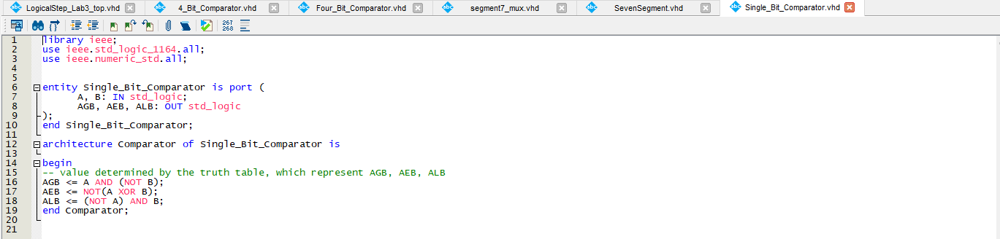 LogicalStep_Lab3_top.vhd 4_Bit_Comparator.vhd Four_Bit_Comparator.vhd segment7_mux.vhd SevenSegment.vhd Single_Bit_Comparator.vhd
267
268
1 library ieee;
2 use ieee.std_logic_1164.all;
3 use ieee.numeric_std.all;
4
5
6 entity Single_Bit_Comparator is port (
7 A, B: IN std_logic;
8 AGB, AEB, ALB: OUT std_logic
9 );
10 end Single_Bit_Comparator;
11
12 architecture Comparator of Single_Bit_Comparator is
13
14 begin
15 -- value determined by the truth table, which represent AGB, AEB, ALB
16 AGB <= A AND (NOT B);
17 AEB <= NOT(A XOR B);
18 ALB <= (NOT A) AND B;
19 end Comparator;
20
21